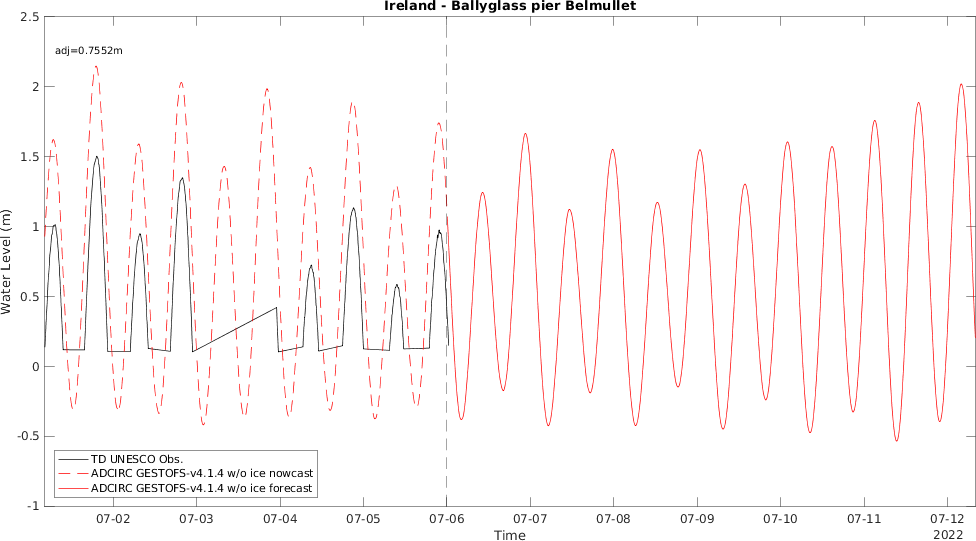 Ireland - Ballyglass pier Belmullet
2.5
adj=0.7552m
2
1.5
1
0.5
0
-0.5
-1
Water Level (m)
TD UNESCO Obs.
ADCIRC GESTOFS-v4.1.4 w/o ice nowcast
ADCIRC GESTOFS-v4.1.4 w/o ice forecast
07-02 07-03 07-04 07-05 07-06 07-07 07-08 07-09 07-10 07-11 07-12
Time 2022